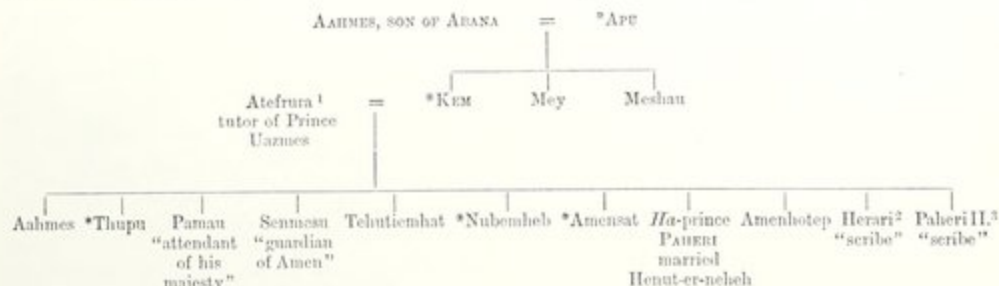 AAHMES, SON OF ABANA = *APU
Atefrura ¹ = *KEM Mey Meshau
tutor of Prince
Uazmes
Aahmes *Thupu Pamau Senmesu Tehutiemhat *Nubemheb *Amensat Ha-prince Amenhotep Herari² Paheri II.³
"attendant "guardian PAHERI "scribe" "scribe"
of his of Amen" married
majesty" Henut-er-neheh